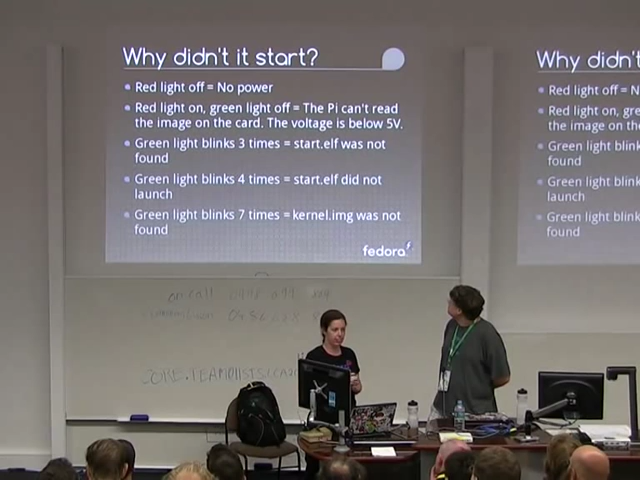 Why didn't it start?
Red light off = No power
Red light on, green light off = The Pi can't read
the image on the card. The voltage is below 5V.
Green light blinks 3 times = start.elf was not
found
Green light blinks 4 times = start.elf did not
launch
Green light blinks 7 times = kernel.img was not
found
fedora
Why didn't
Red light off = N
Red light on, gre
the image on the
Green light blink
found
Green light blink
launch
Green light blink
found